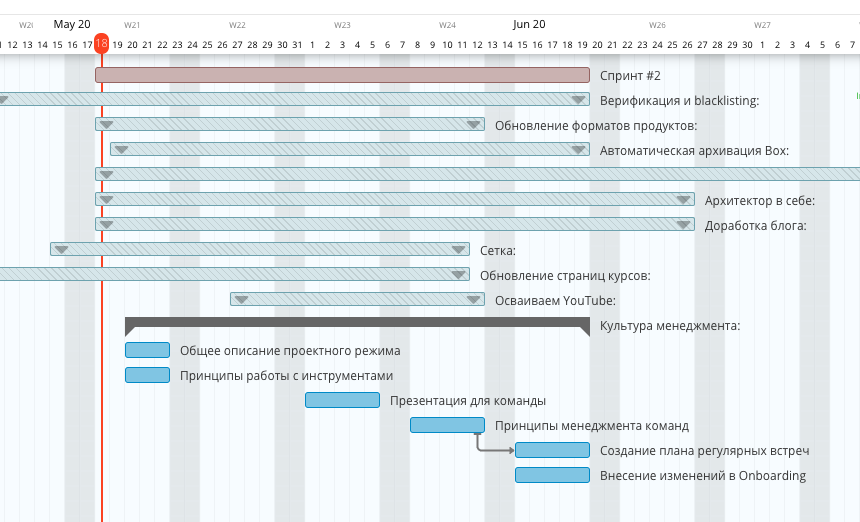 W20 May 20 W21 W22 W23 W24 Jun 20 W26 W27
12 13 14 15 16 17 18 19 20 21 22 23 24 25 26 27 28 29 30 31 1 2 3 4 5 6 7 8 9 10 11 12 13 14 15 16 17 18 19 20 21 22 23 24 25 26 27 28 29 30 1 2 3 4 5 6 7
Спринт #2
Верификация и blacklisting:
Обновление форматов продуктов:
Автоматическая архивация Box:
Архитектор в себе:
Доработка блога:
Сетка:
Обновление страниц курсов:
Осваиваем YouTube:
Культура менеджмента:
Общее описание проектного режима
Принципы работы с инструментами
Презентация для команды
Принципы менеджмента команд
Создание плана регулярных встреч
Внесение изменений в Onboarding